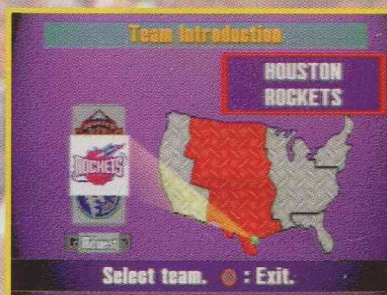 Team Introduction
HOUSTON
ROCKETS
ROCKETS
Select team. : Exit.